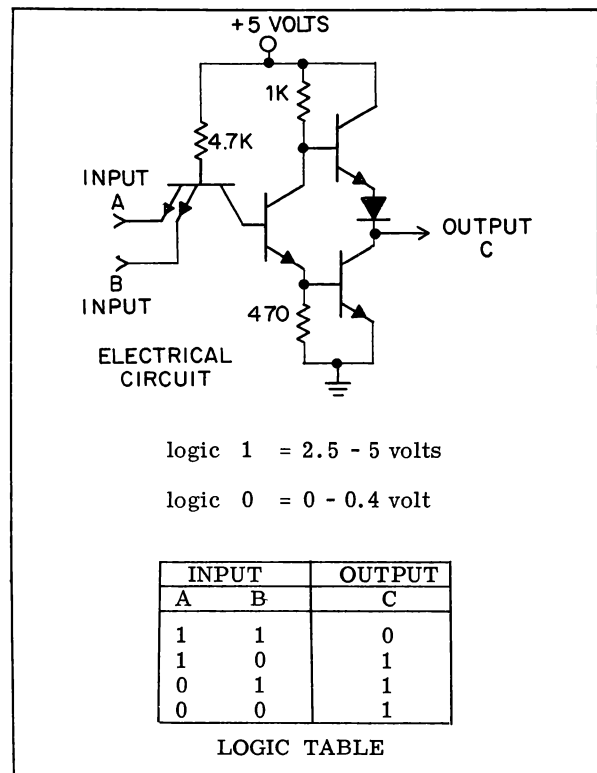 +5 VOLTS
1K
4.7K
INPUT
A
OUTPUT
C
B
INPUT
470
ELECTRICAL
CIRCUIT
logic 1 = 2.5 - 5 volts
logic 0 = 0 - 0.4 volt
INPUT OUTPUT
A B C
1 1 0
1 0 1
0 1 1
0 0 1
LOGIC TABLE